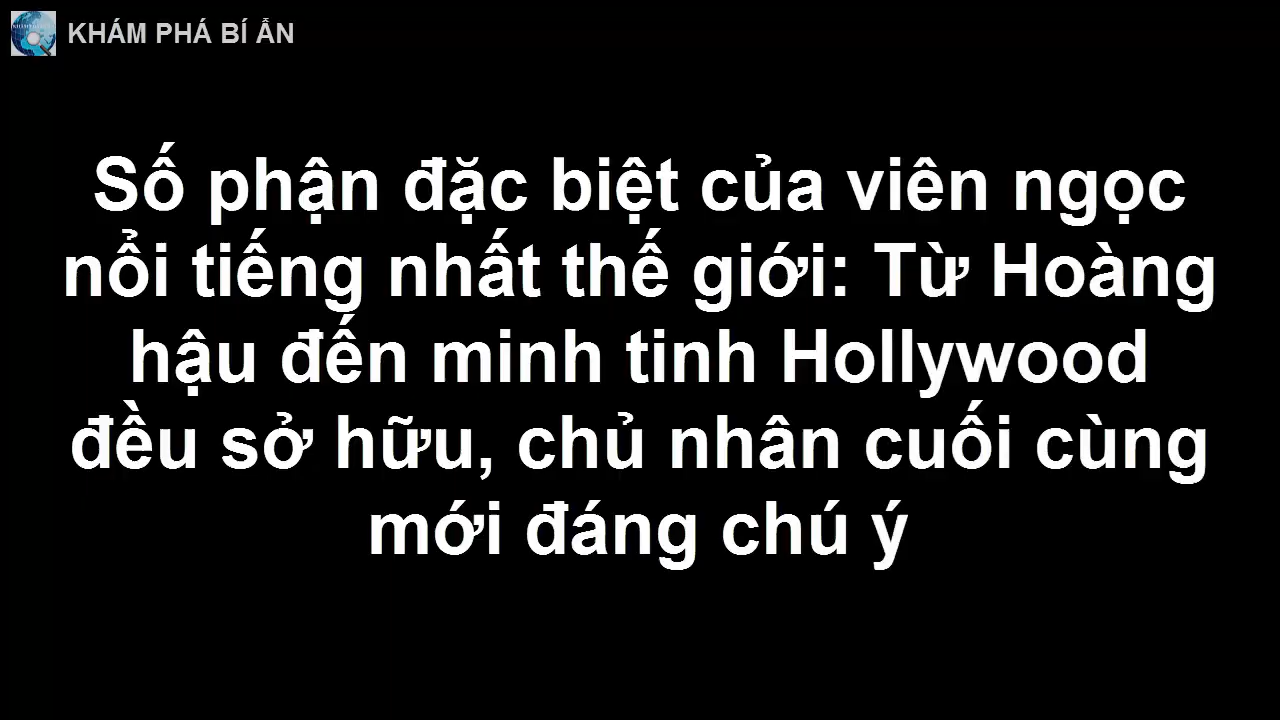 KHÁM PHÁ BÍ ẨN
Số phận đặc biệt của viên ngọc
nổi tiếng nhất thế giới: Từ Hoàng
hậu đến minh tinh Hollywood
đều sở hữu, chủ nhân cuối cùng
mới đáng chú ý